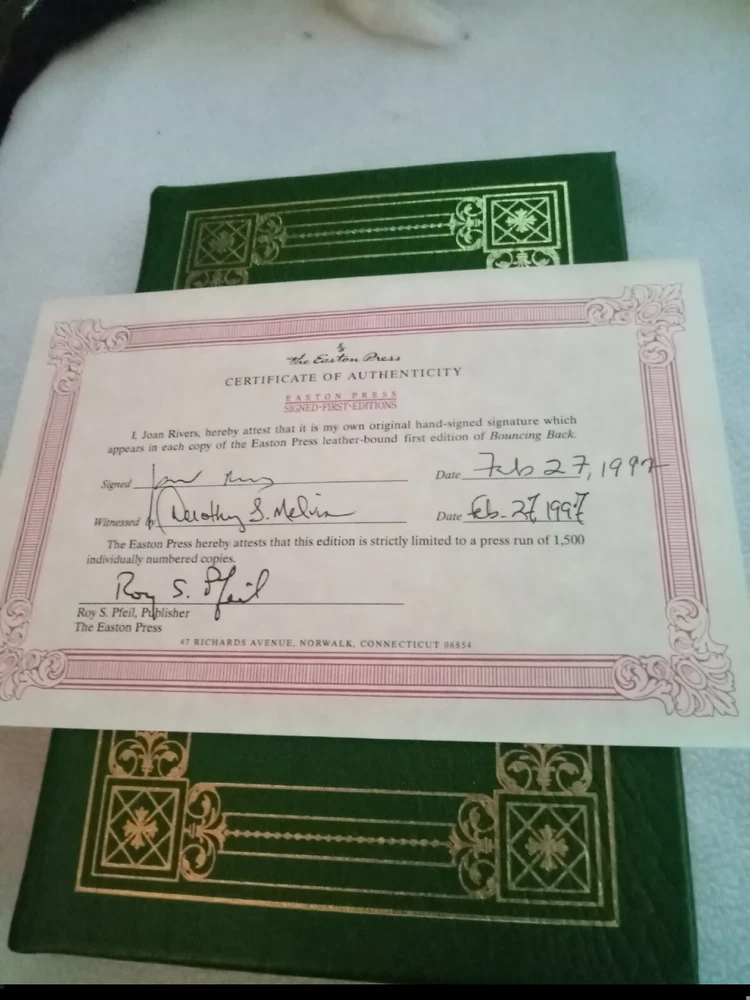 The Easton Press
CERTIFICATE OF AUTHENTICITY
EASTON PRESS
SIGNED·FIRST·EDITIONS
I, Joan Rivers, hereby attest that it is my own original hand-signed signature which
appears in each copy of the Easton Press leather-bound first edition of Bouncing Back.
Signed Joan Rivers Date Feb 27, 1997
Witnessed by Dorothy S. Melvin Date Feb. 27 1997
The Easton Press hereby attests that this edition is strictly limited to a press run of 1,500
individually numbered copies.
Roy S. Pfeil
Roy S. Pfeil, Publisher
The Easton Press
47 RICHARDS AVENUE, NORWALK, CONNECTICUT 06854